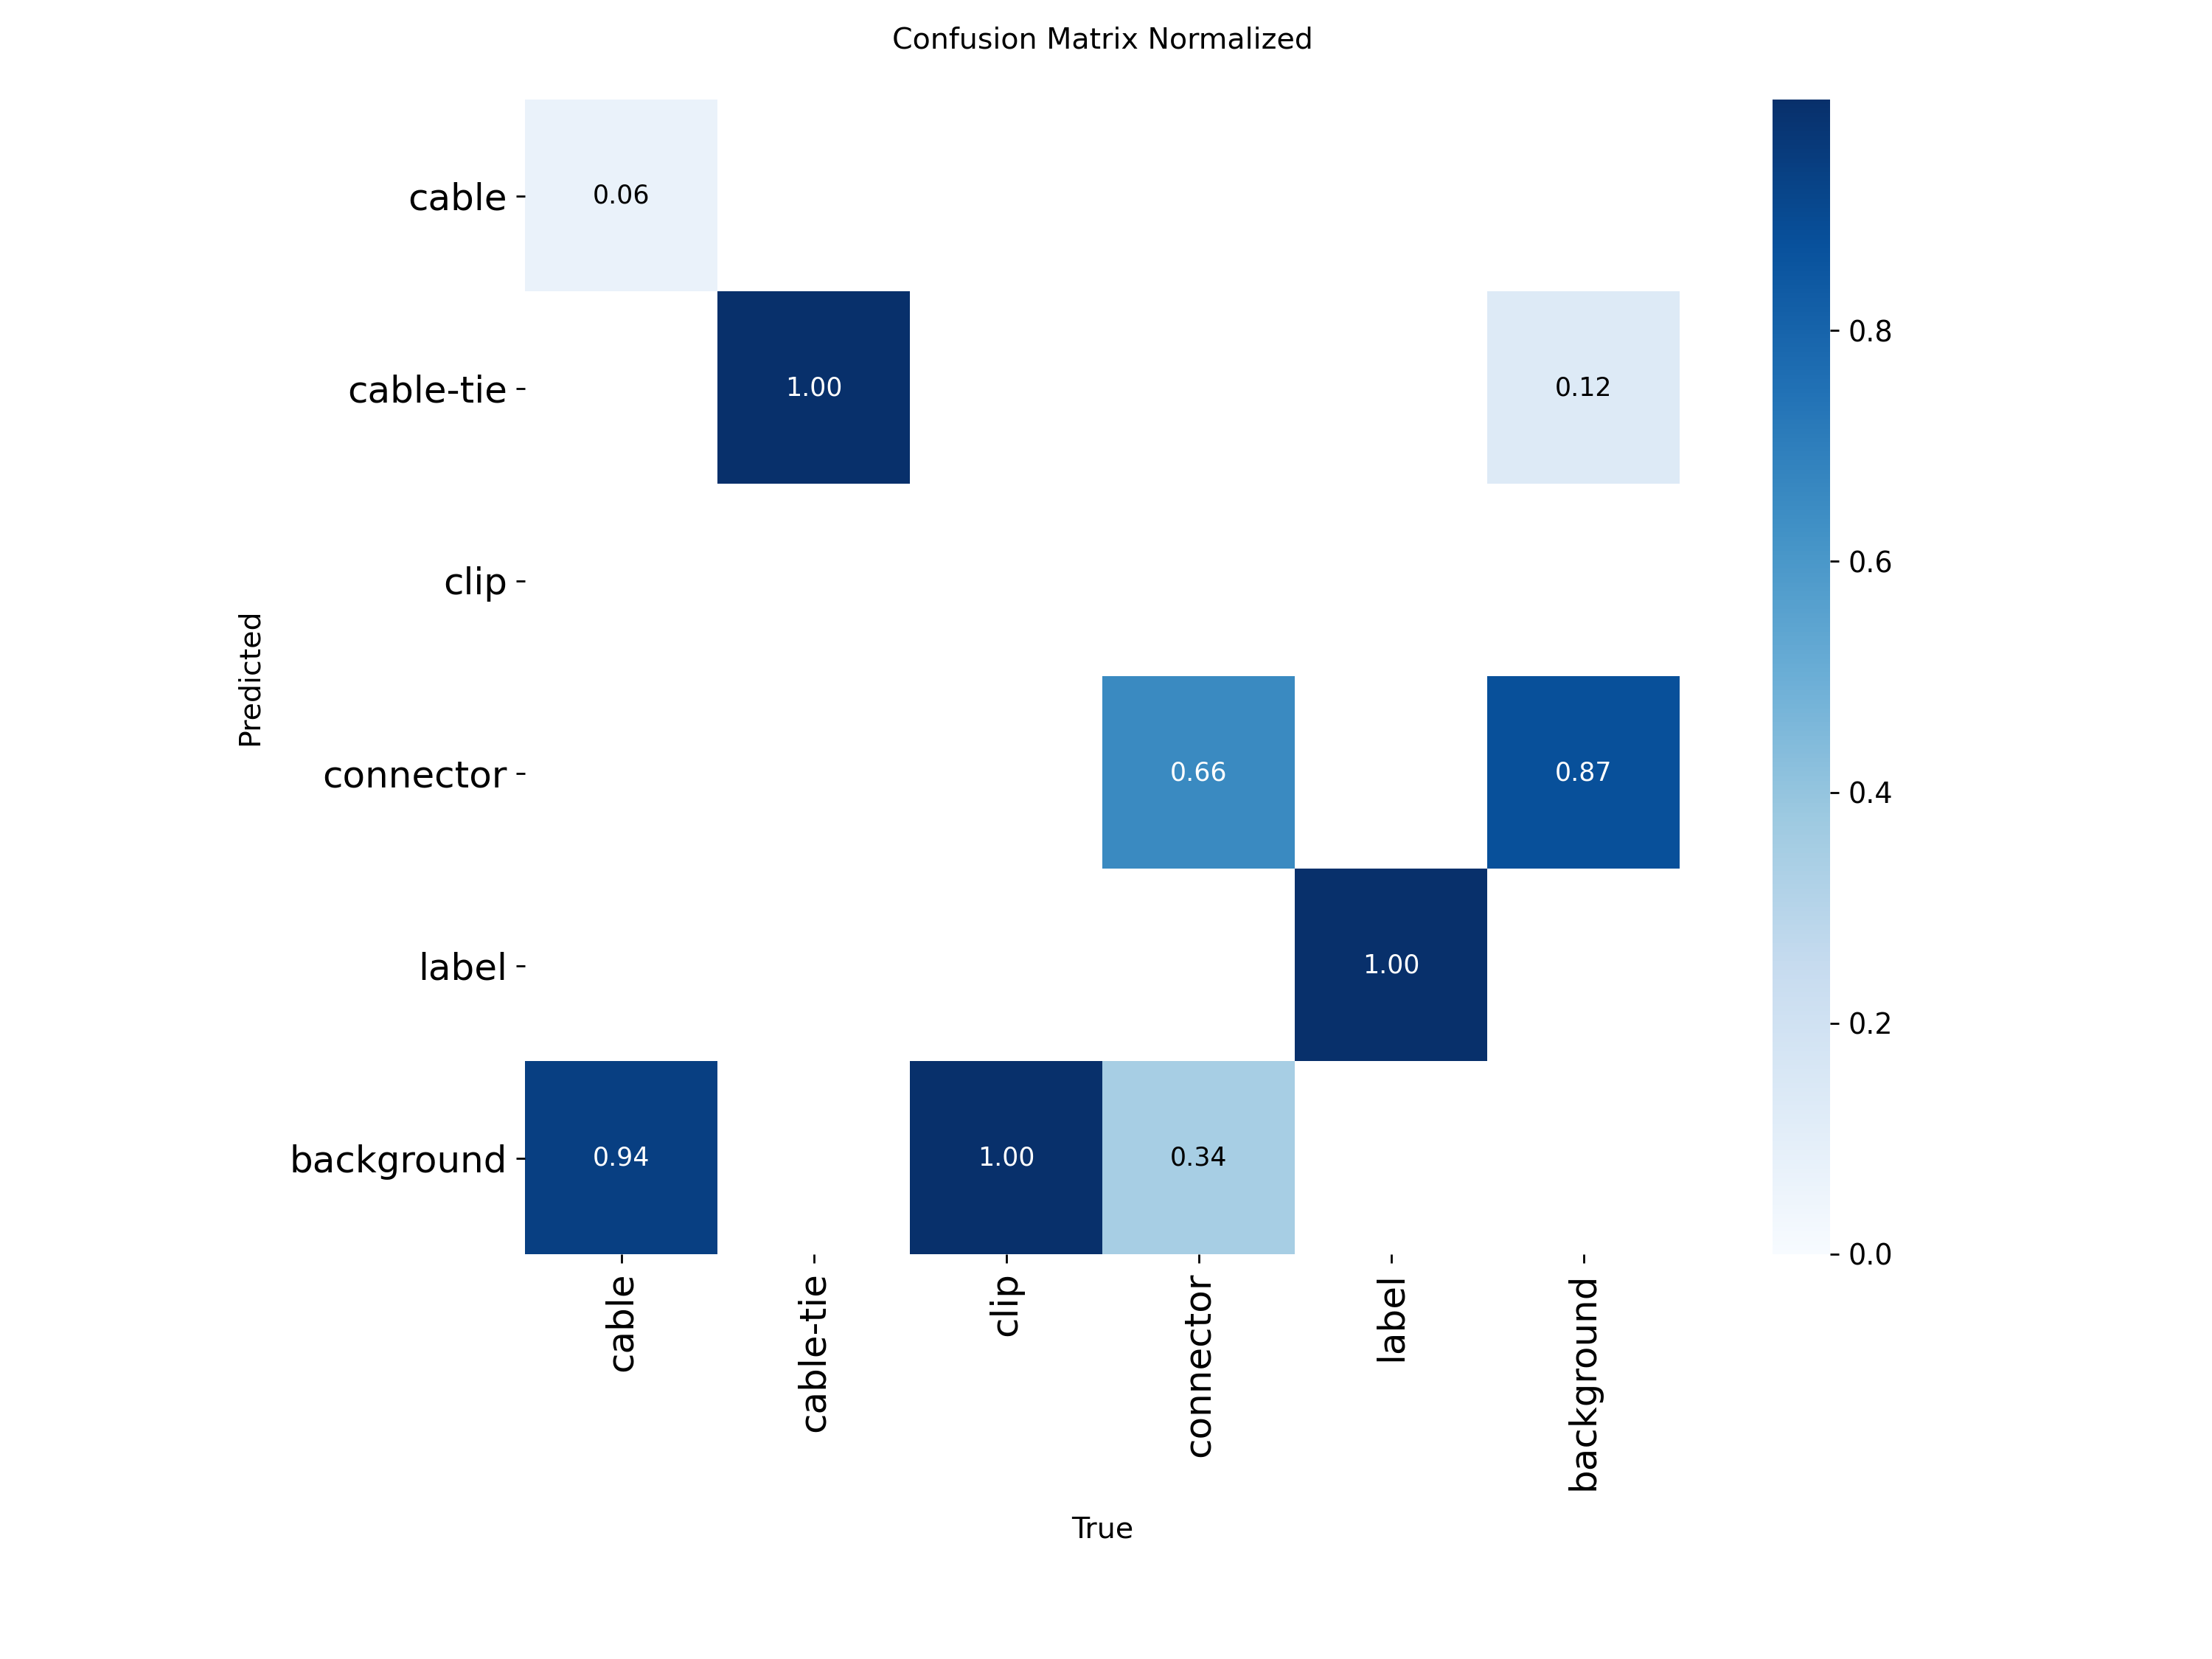 Confusion Matrix Normalized
cable
0.06
cable-tie
1.00
0.12
0.8
clip
0.6
Predicted
connector
0.66
0.87
0.4
label
1.00
0.2
background
0.94
1.00
0.34
0.0
cable
cable-tie
clip
connector
label
background
True